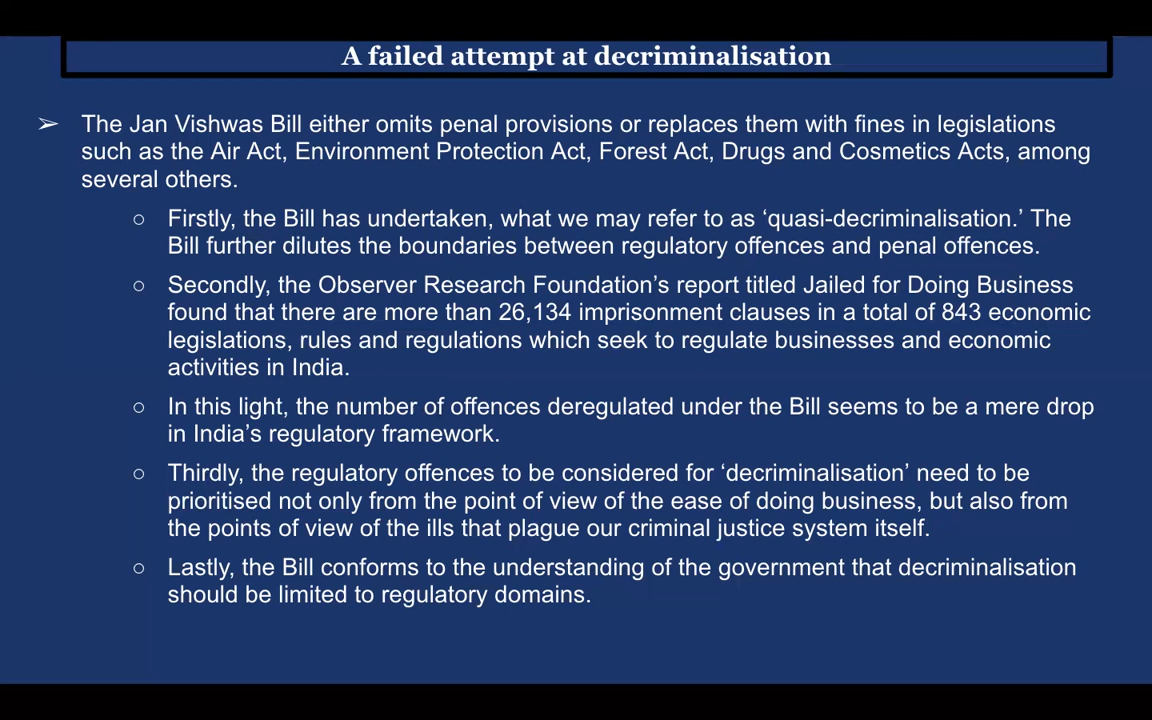 A failed attempt at decriminalisation
➢ The Jan Vishwas Bill either omits penal provisions or replaces them with fines in legislations
such as the Air Act, Environment Protection Act, Forest Act, Drugs and Cosmetics Acts, among
several others.
○ Firstly, the Bill has undertaken, what we may refer to as ‘quasi-decriminalisation.’ The
Bill further dilutes the boundaries between regulatory offences and penal offences.
○ Secondly, the Observer Research Foundation’s report titled Jailed for Doing Business
found that there are more than 26,134 imprisonment clauses in a total of 843 economic
legislations, rules and regulations which seek to regulate businesses and economic
activities in India.
○ In this light, the number of offences deregulated under the Bill seems to be a mere drop
in India’s regulatory framework.
○ Thirdly, the regulatory offences to be considered for ‘decriminalisation’ need to be
prioritised not only from the point of view of the ease of doing business, but also from
the points of view of the ills that plague our criminal justice system itself.
○ Lastly, the Bill conforms to the understanding of the government that decriminalisation
should be limited to regulatory domains.